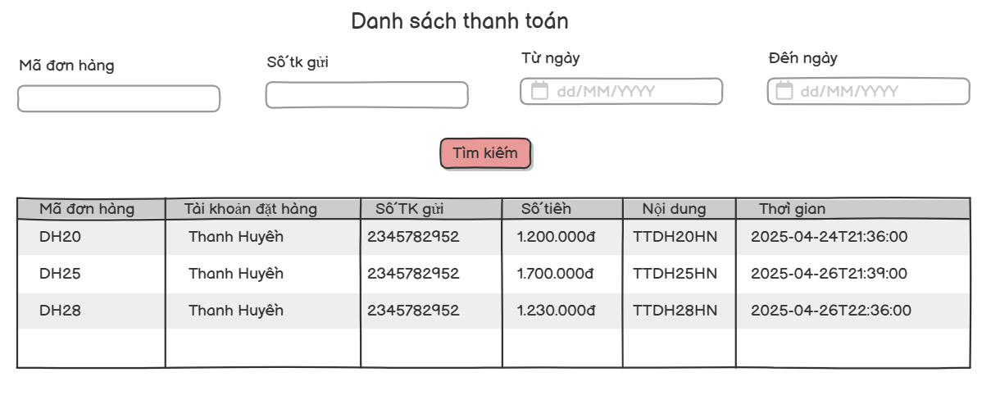 Danh sách thanh toán
Mã đơn hàng Số tk gửi Từ ngày Đến ngày
dd/MM/YYYY dd/MM/YYYY
Tìm kiếm
Mã đơn hàng Tài khoản đặt hàng Số TK gửi Số tiền Nội dung Thơì gian
DH20 Thanh Huyền 2345782952 1.200.000đ TTDH20HN 2025-04-24T21:36:00
DH25 Thanh Huyền 2345782952 1.700.000đ TTDH25HN 2025-04-26T21:39:00
DH28 Thanh Huyền 2345782952 1.230.000đ TTDH28HN 2025-04-26T22:36:00